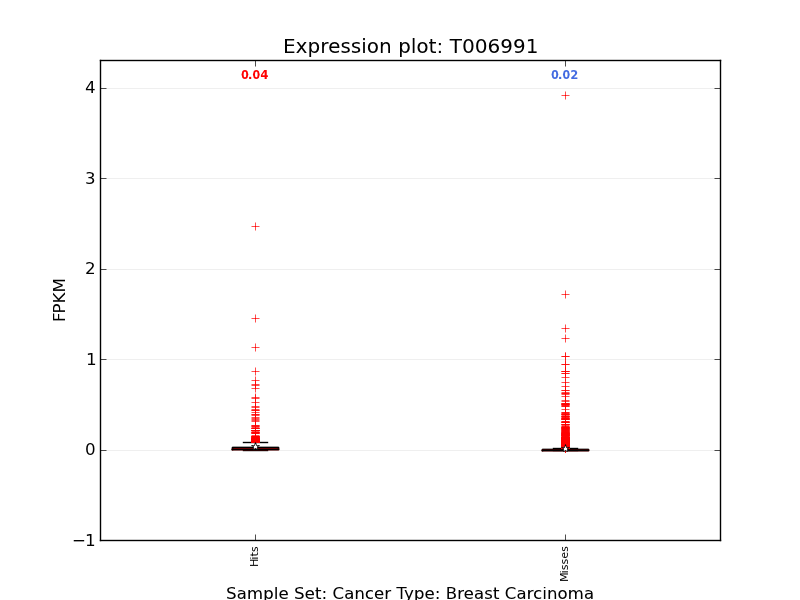 Expression plot: T006991
0.04
0.02
4
3
2
1
0
−1
FPKM
Hits
Misses
Sample Set: Cancer Type: Breast Carcinoma